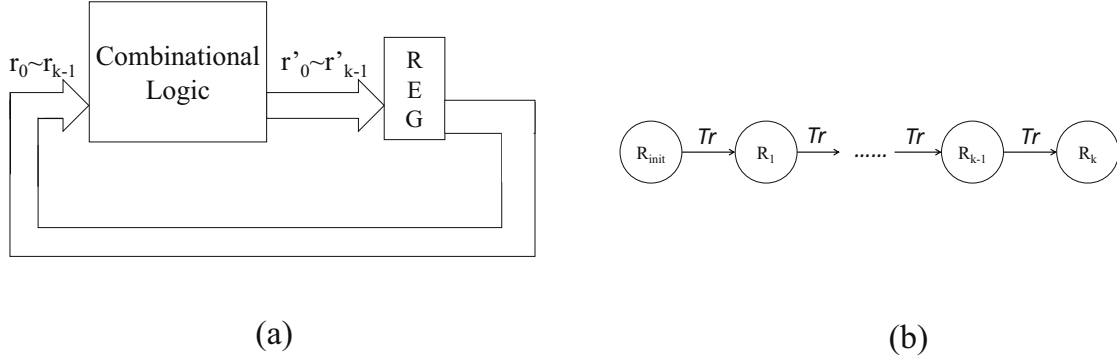 Combinational
Logic
r0~rk-1
r'0~r'k-1
R
E
G
(a)
Rinit
Tr
R1
Tr
......
Tr
Rk-1
Tr
Rk
(b)